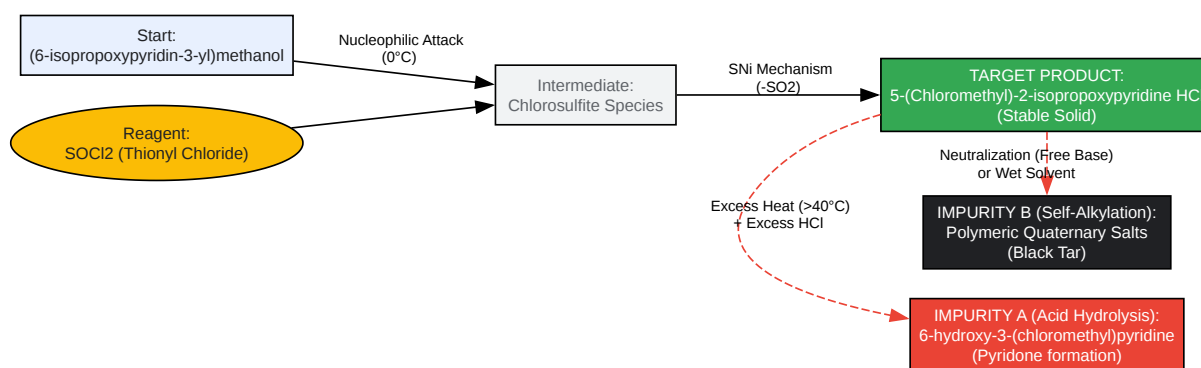 Start:
(6-isopropoxypyridin-3-yl)methanol
Reagent:
SOCl2 (Thionyl Chloride)
Nucleophilic Attack
(0°C)
Intermediate:
Chlorosulfite Species
SNi Mechanism
(-SO2)
TARGET PRODUCT:
5-(Chloromethyl)-2-isopropoxypyridine HC
(Stable Solid)
Neutralization (Free Base)
or Wet Solvent
Excess Heat (>40°C)
+ Excess HCl
IMPURITY B (Self-Alkylation):
Polymeric Quaternary Salts
(Black Tar)
IMPURITY A (Acid Hydrolysis):
6-hydroxy-3-(chloromethyl)pyridine
(Pyridone formation)